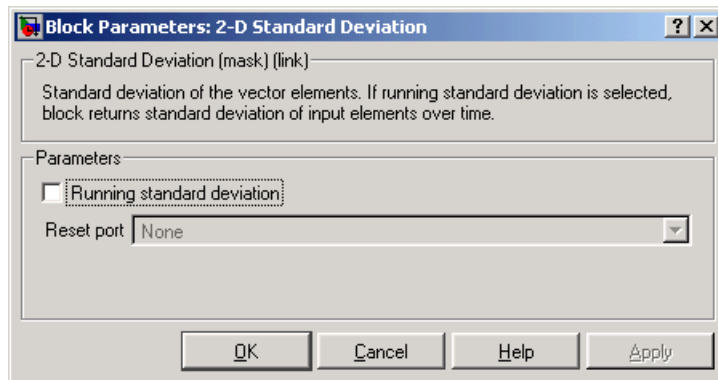 Block Parameters: 2-D Standard Deviation
2-D Standard Deviation (mask) (link)
Standard deviation of the vector elements. If running standard deviation is selected,
block returns standard deviation of input elements over time.
Parameters
Running standard deviation
Reset port None
OK Cancel Help Apply